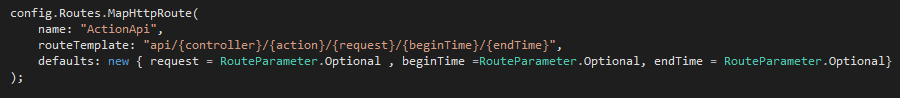 config.Routes.MapHttpRoute(
name: "ActionApi",
routeTemplate: "api/{controller}/{action}/{request}/{beginTime}/{endTime}",
defaults: new { request = RouteParameter.Optional , beginTime =RouteParameter.Optional, endTime = RouteParameter.Optional}
);